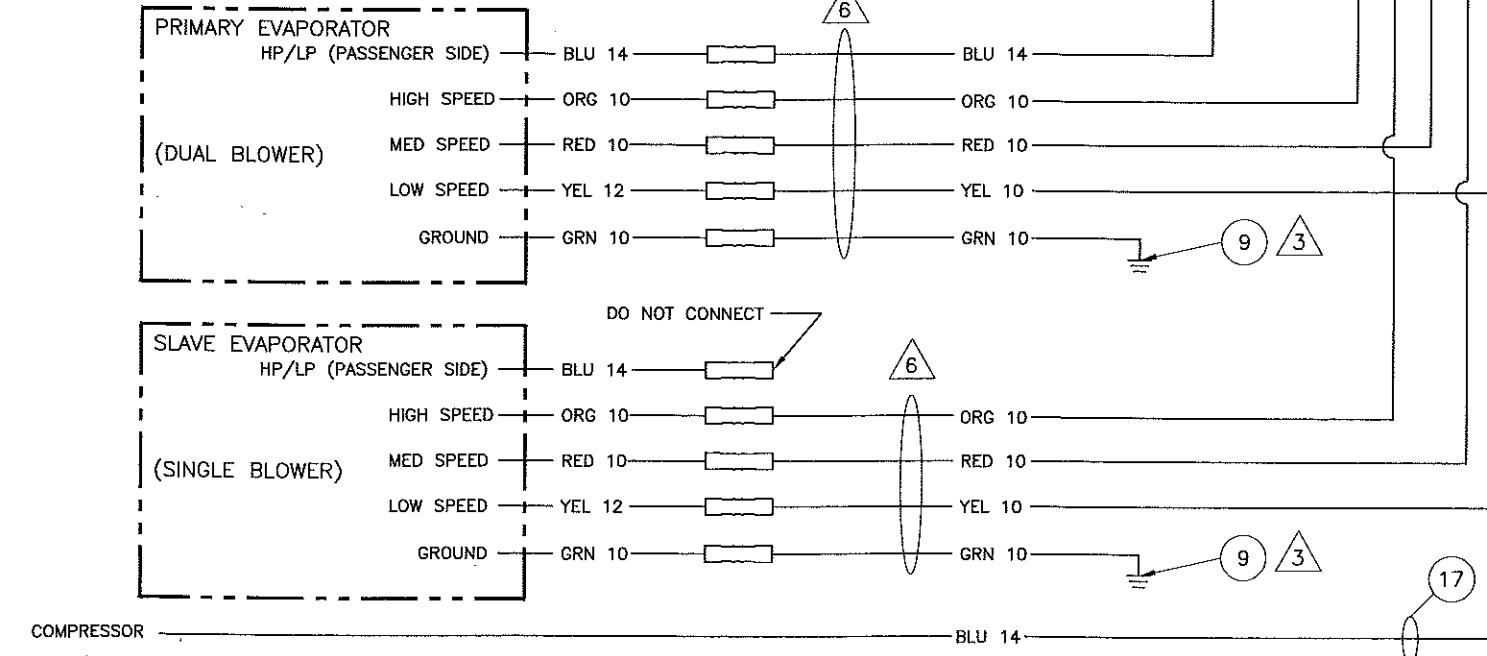 6
PRIMARY EVAPORATOR
HP/LP (PASSENGER SIDE) BLU 14 BLU 14
HIGH SPEED ORG 10 ORG 10
(DUAL BLOWER) MED SPEED RED 10 RED 10
LOW SPEED YEL 12 YEL 10
GROUND GRN 10 GRN 10 9 3
DO NOT CONNECT
SLAVE EVAPORATOR
HP/LP (PASSENGER SIDE) BLU 14 6
HIGH SPEED ORG 10 ORG 10
(SINGLE BLOWER) MED SPEED RED 10 RED 10
LOW SPEED YEL 12 YEL 10
GROUND GRN 10 GRN 10 9 3
17
COMPRESSOR BLU 14